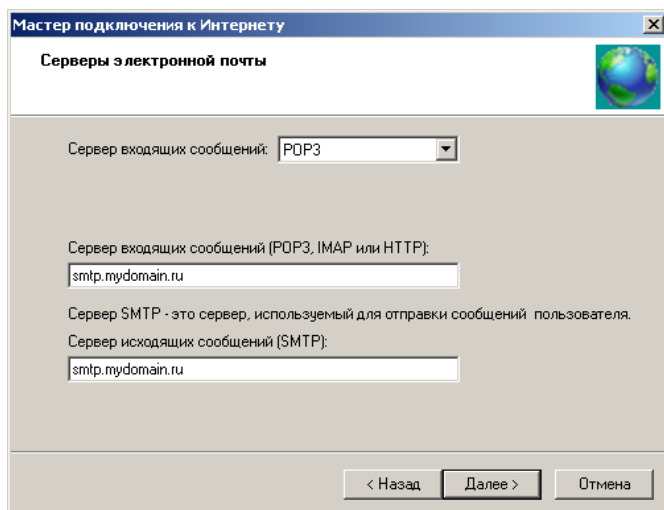 Мастер подключения к Интернету
Серверы электронной почты
Сервер входящих сообщений: POP3
Сервер входящих сообщений (POP3, IMAP или HTTP):
smtp.mydomain.ru
Сервер SMTP - это сервер, используемый для отправки сообщений пользователя.
Сервер исходящих сообщений (SMTP):
smtp.mydomain.ru
< Назад Далее > Отмена